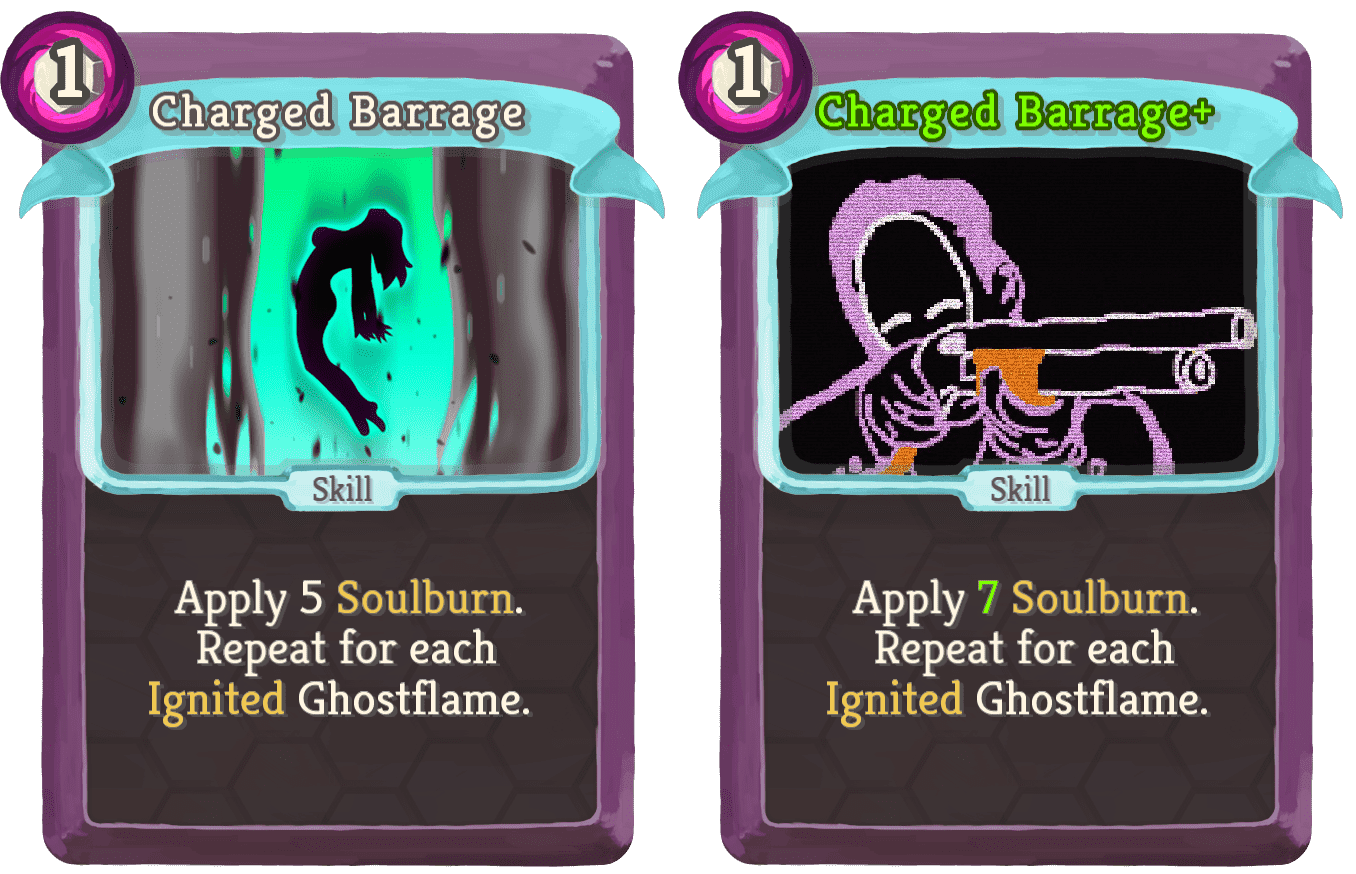 1
Charged Barrage
Skill
Apply 5 Soulburn.
Repeat for each
Ignited Ghostflame.
1
Charged Barrage+
Skill
Apply 7 Soulburn.
Repeat for each
Ignited Ghostflame.